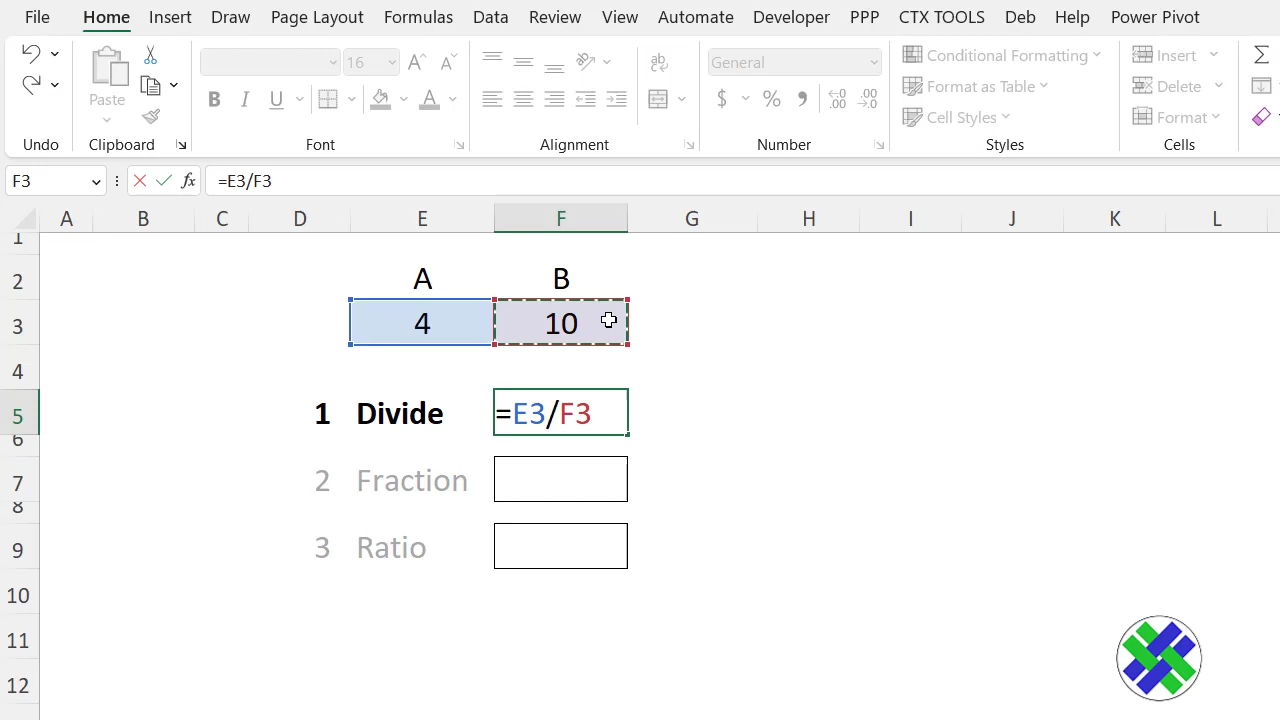 File Home Insert Draw Page Layout Formulas Data Review View Automate Developer PPP CTX TOOLS Deb Help Power Pivot
16 A A ab General Conditional Formatting Insert Σ
Paste B I U A $ % Format as Table Delete
Cell Styles Format
Undo Clipboard Font Alignment Number Styles Cells
F3 fx =E3/F3
A B C D E F G H I J K L
1
2 A B
3 4 10
4
5 1 Divide =E3/F3
6
7 2 Fraction
8
9 3 Ratio
10
11
12